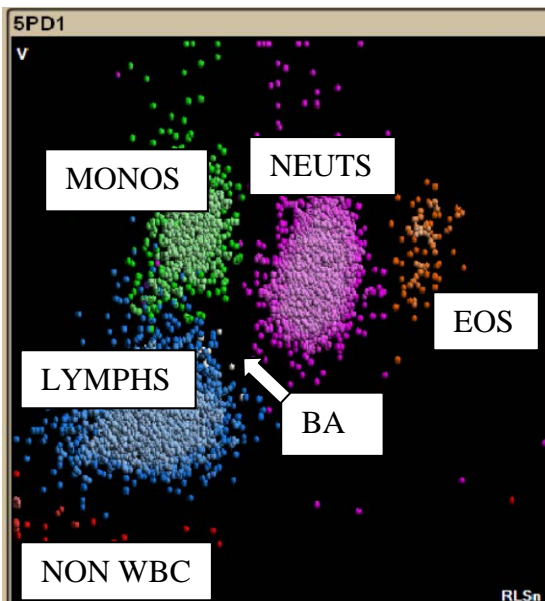 5PD1
V
NEUTS
MONOS
EOS
LYMPHS
BA
NON WBC
RLSn